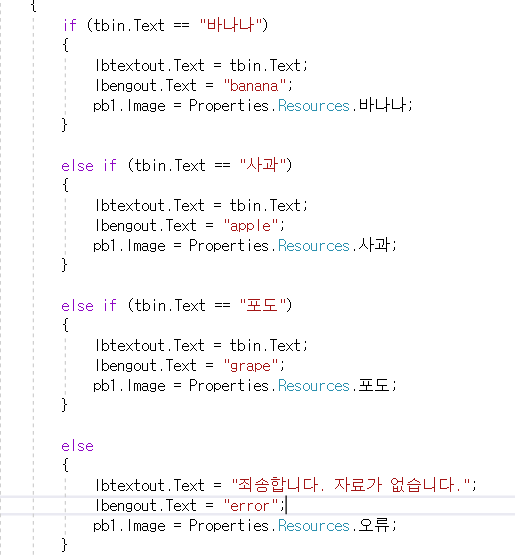 {
if (tbin.Text == "바나나")
{
lbtextout.Text = tbin.Text;
lbengout.Text = "banana";
pb1.Image = Properties.Resources.바나나;
}
else if (tbin.Text == "사과")
{
lbtextout.Text = tbin.Text;
lbengout.Text = "apple";
pb1.Image = Properties.Resources.사과;
}
else if (tbin.Text == "포도")
{
lbtextout.Text = tbin.Text;
lbengout.Text = "grape";
pb1.Image = Properties.Resources.포도;
}
else
{
lbtextout.Text = "죄송합니다. 자료가 없습니다.";
lbengout.Text = "error";
pb1.Image = Properties.Resources.오류;
}